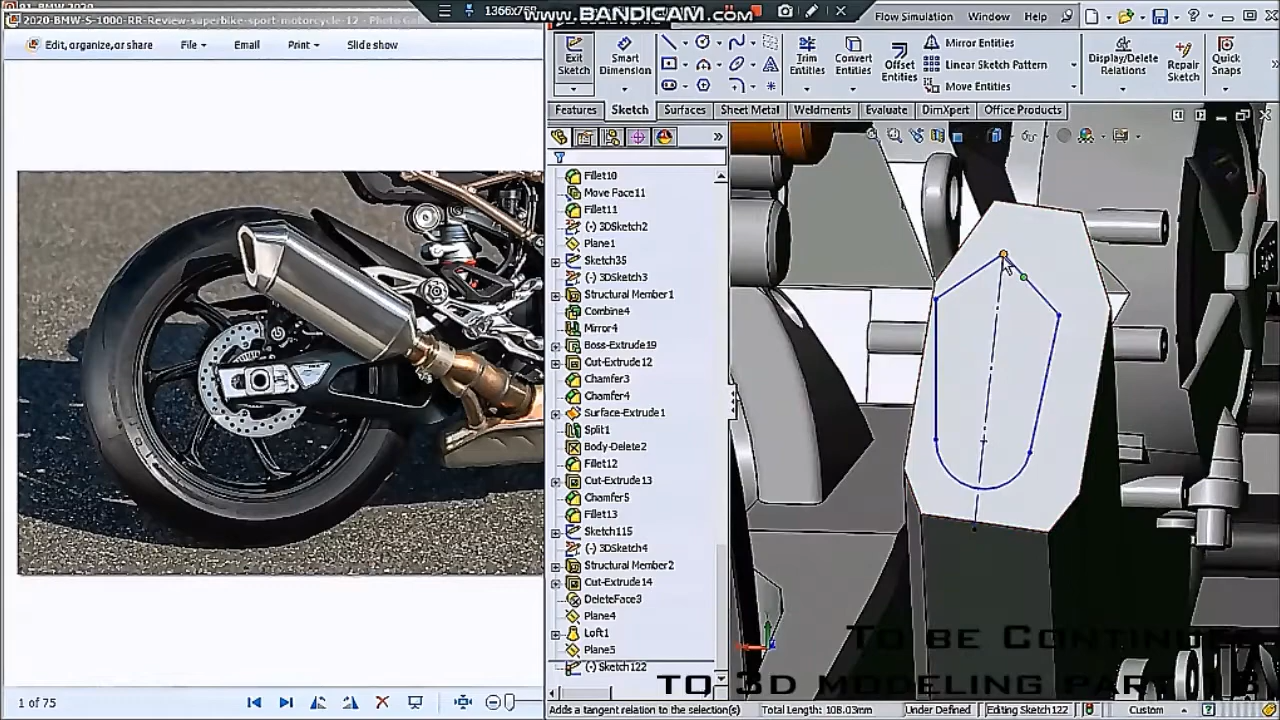 2020-BMW-S-1000-RR-Review-superbike-sport-motorcycle-12 - Photo Ga
1366x768
www.BANDICAM.com
Flow Simulation
Window
Help
Edit, organize, or share
File
Email
Print
Slide show
Exit Sketch
Smart Dimension
Trim Entities
Convert Entities
Offset Entities
Mirror Entities
Linear Sketch Pattern
Move Entities
Display/Delete Relations
Repair Sketch
Quick Snaps
Features
Sketch
Surfaces
Sheet Metal
Weldments
Evaluate
DimXpert
Office Products
Fillet10
Move Face11
Fillet11
(-) 3DSketch2
Plane1
Sketch35
(-) 3DSketch3
Structural Member1
Combine4
Mirror4
Boss-Extrude19
Cut-Extrude12
Chamfer3
Chamfer4
Surface-Extrude1
Split1
Body-Delete2
Fillet12
Cut-Extrude13
Chamfer5
Fillet13
Sketch115
(-) 3DSketch4
Structural Member2
Cut-Extrude14
DeleteFace3
Plane4
Loft1
Plane5
(-) Sketch122
To be Continue
to 3D modeling part
1 of 75
Adds a tangent relation to the selection(s)
Total Length: 108.03mm
Under Defined
Editing Sketch122
Custom